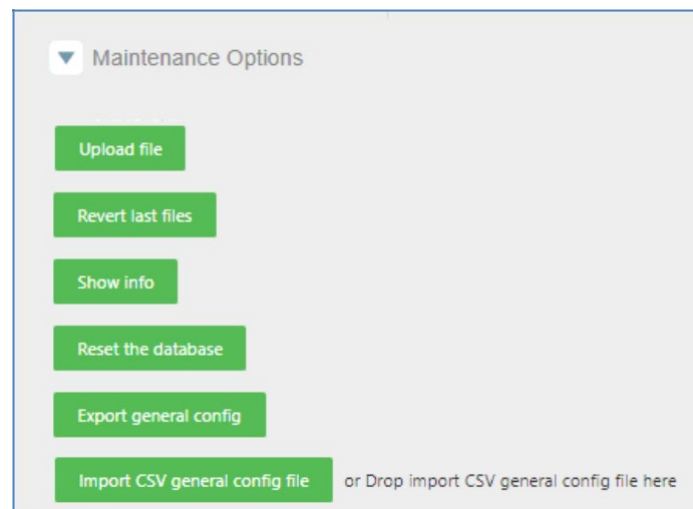 Maintenance Options
Upload file
Revert last files
Show info
Reset the database
Export general config
Import CSV general config file or Drop import CSV general config file here